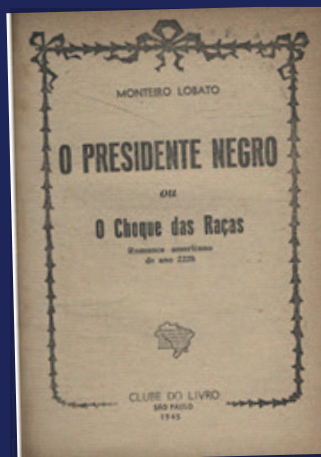 MONTEIRO LOBATO
O PRESIDENTE NEGRO
ou
O Choque das Raças
Romance americano
do ano 2228
CLUBE DO LIVRO
SÃO PAULO
1945